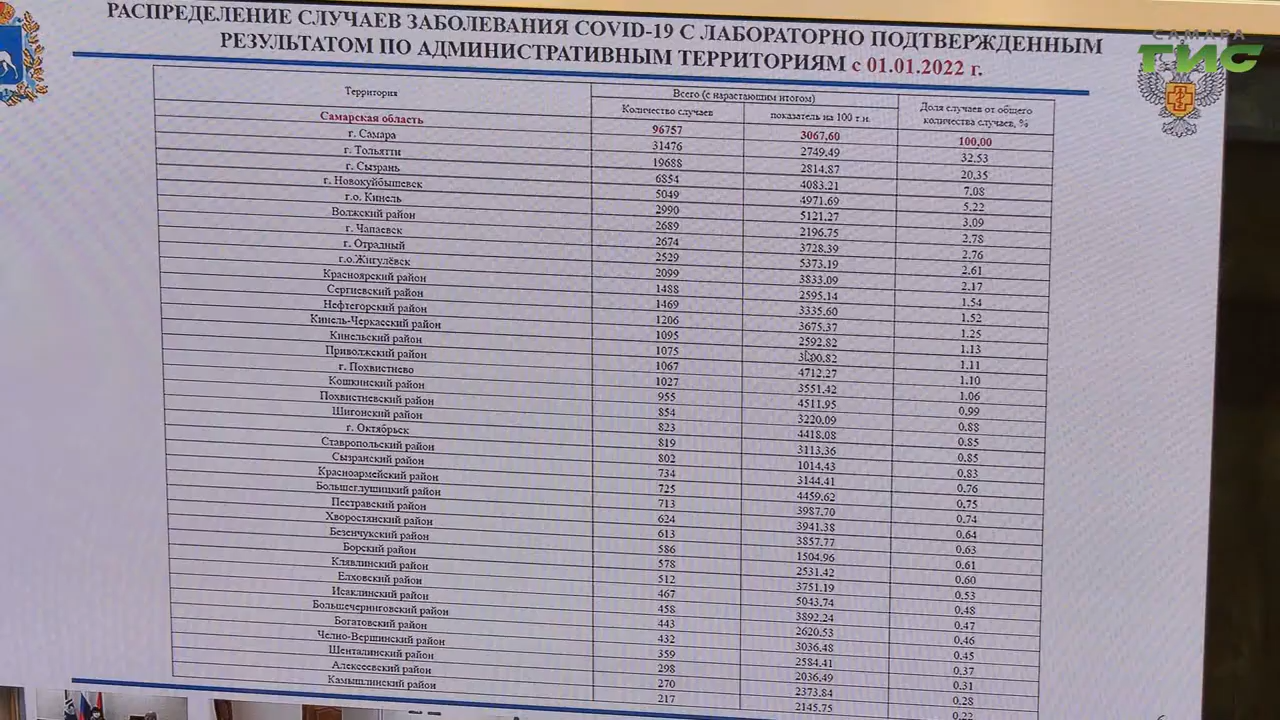 РАСПРЕДЕЛЕНИЕ СЛУЧАЕВ ЗАБОЛЕВАНИЯ COVID-19 С ЛАБОРАТОРНО ПОДТВЕРЖДЕННЫМ
РЕЗУЛЬТАТОМ ПО АДМИНИСТРАТИВНЫМ ТЕРРИТОРИЯМ с 01.01.2022 г.
САМАРА
ГИС
Территория Всего (с нарастающим итогом) Доля случаев от общего
количества случаев, %
Количество случаев показатель на 100 т.н.
Самарская область 96757 3067,60 100,00
г. Самара 31476 2749,49 32,53
г. Тольятти 19688 2814,87 20,35
г. Сызрань 6854 4083,21 7,08
г. Новокуйбышевск 5049 4971,69 5,22
г.о. Кинель 2990 5121,27 3,09
Волжский район 2689 2196,75 2,78
г. Чапаевск 2674 3728,39 2,76
г. Отрадный 2529 5373,19 2,61
г.о.Жигулёвск 2099 3833,09 2,17
Красноярский район 1488 2595,14 1,54
Сергиевский район 1469 3335,60 1,52
Нефтегорский район 1206 3675,37 1,25
Кинель-Черкасский район 1095 2592,82 1,13
Кинельский район 1075 1,11
Приволжский район 1067 4712,27 1,10
г. Похвистнево 1027 3551,42 1,06
Кошкинский район 955 4511,95 0,99
Похвистневский район 854 3220,09 0,88
Шигонский район 823 4418,08 0,85
г. Октябрьск 819 3113,36 0,85
Ставропольский район 802 1014,43 0,83
Сызранский район 734 3144,41 0,76
Красноармейский район 725 4459,62 0,75
Большеглушицкий район 713 3987,70 0,74
Пестравский район 624 3941,38 0,64
Хворостянский район 613 3857,77 0,63
Безенчукский район 586 1504,96 0,61
Борский район 578 2531,42 0,60
Клявлинский район 512 3751,19 0,53
Елховский район 467 5043,74 0,48
Исаклинский район 458 3892,24 0,47
Большечерниговский район 443 2620,53 0,46
Богатовский район 432 3036,48 0,45
Челно-Вершинский район 359 2584,41 0,37
Шенталинский район 298 2036,49 0,31
Алексеевский район 270 2373,84 0,28
Камышлинский район 217 2145,75 0,22